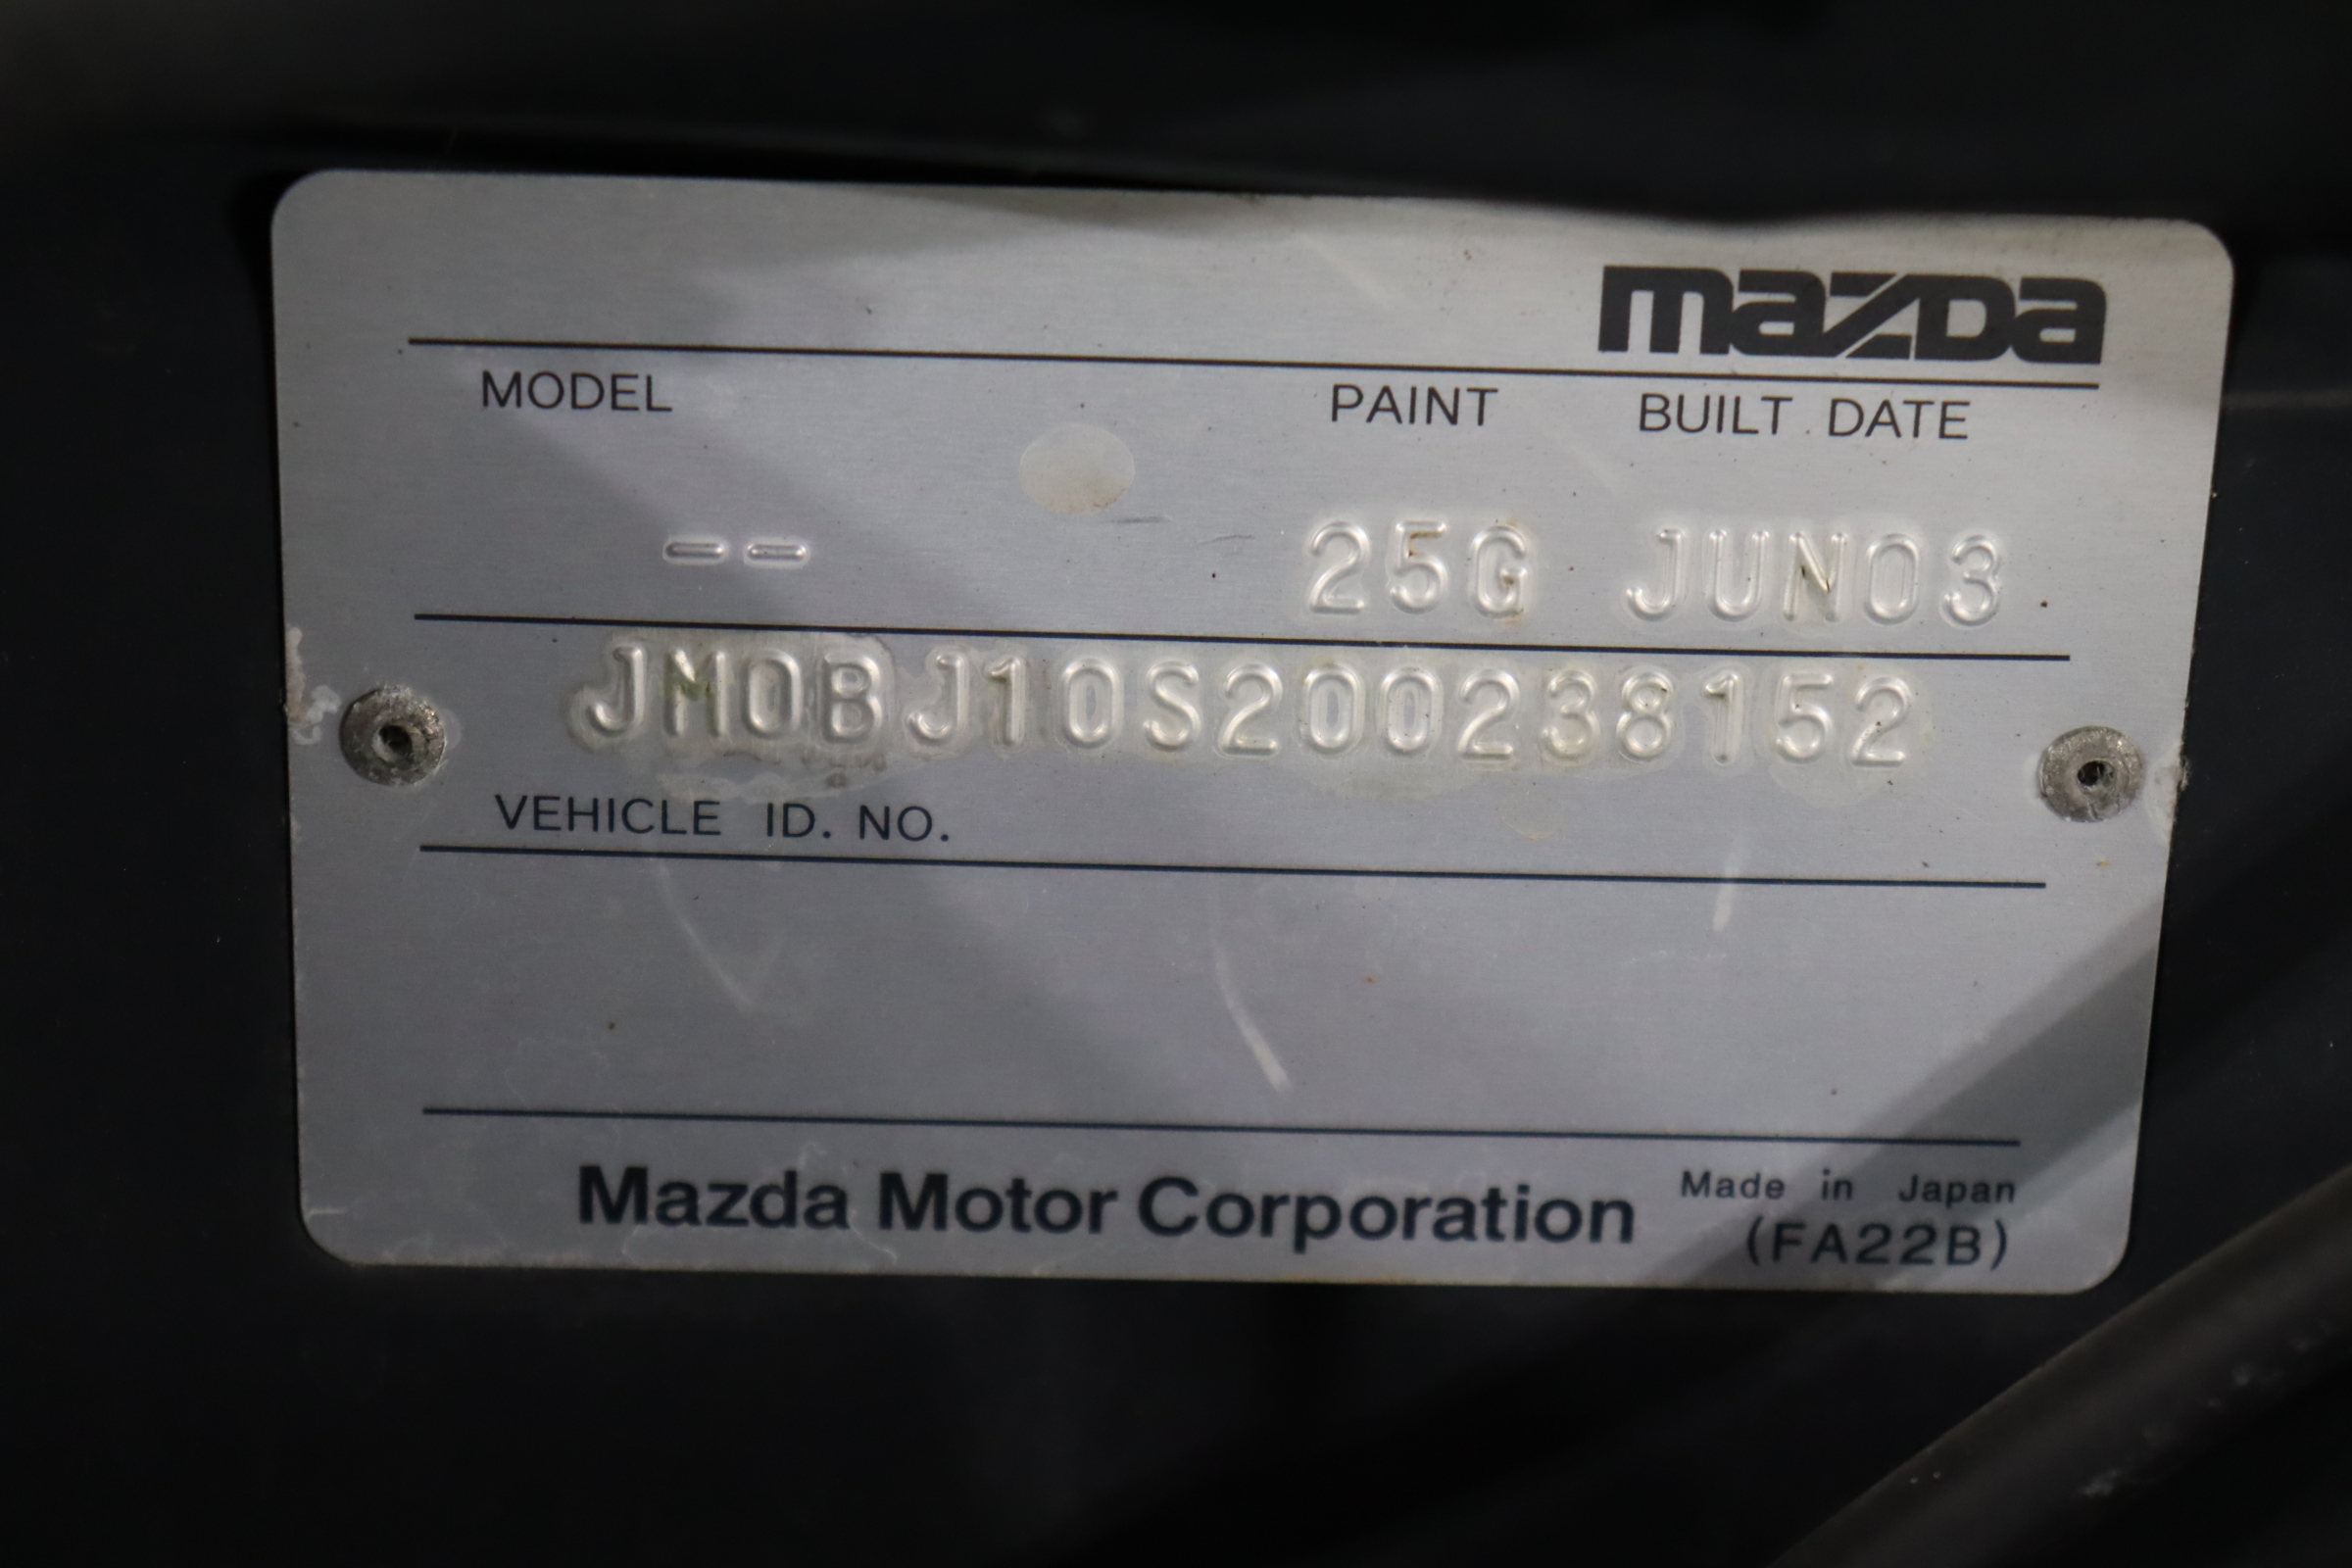 mazda
MODEL PAINT BUILT DATE
-- 25G JUN03
JM0BJ10S200238152
VEHICLE ID. NO.
Mazda Motor Corporation Made in Japan
(FA22B)